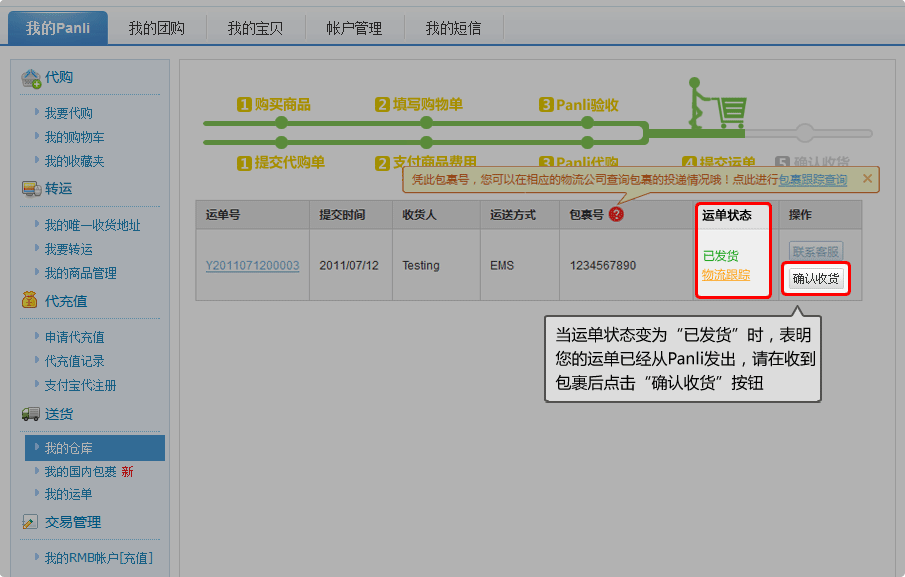 我的Panli 我的团购 我的宝贝 帐户管理 我的短信
代购
我要代购
我的购物车
我的收藏夹
转运
我的唯一收货地址
我要转运
我的商品管理
代充值
申请代充值
代充值记录
支付宝代注册
送货
我的仓库
我的国内包裹 新
我的运单
交易管理
我的RMB帐户[充值]
1 购买商品 2 填写购物单 3 Panli验收
1 提交代购单 2 支付商品费用 3 Panli代购 4 提交运单 5 确认收货
凭此包裹号，您可以在相应的物流公司查询包裹的投递情况哦！点此进行包裹跟踪查询 ×
运单号 提交时间 收货人 运送方式 包裹号 ? 运单状态 操作
Y2011071200003 2011/07/12 Testing EMS 1234567890
已发货
物流跟踪
联系客服
确认收货
当运单状态变为“已发货”时，表明
您的运单已经从Panli发出，请在收到
包裹后点击“确认收货”按钮